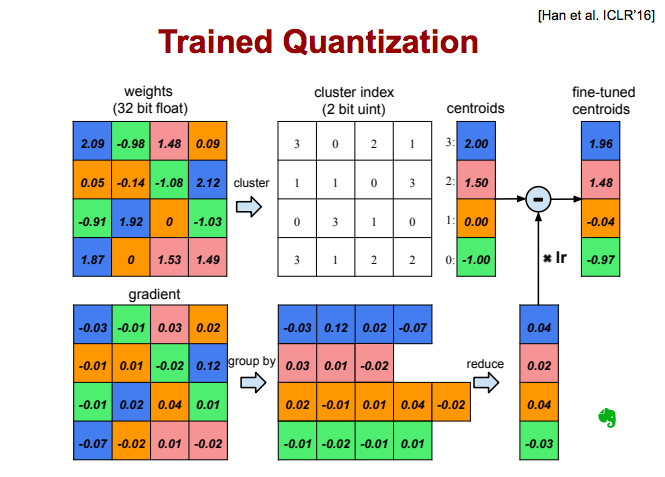 [Han et al. ICLR'16]
Trained Quantization
weights
(32 bit float)
cluster index
(2 bit uint)
centroids
fine-tuned
centroids
2.09 -0.98 1.48 0.09
0.05 -0.14 -1.08 2.12
-0.91 1.92 0 -1.03
1.87 0 1.53 1.49
cluster
3 0 2 1
1 1 0 3
0 3 1 0
3 1 2 2
3: 2.00
2: 1.50
1: 0.00
0: -1.00
-
× lr
1.96
1.48
-0.04
-0.97
gradient
-0.03 -0.01 0.03 0.02
-0.01 0.01 -0.02 0.12
-0.01 0.02 0.04 0.01
-0.07 -0.02 0.01 -0.02
group by
-0.03 0.12 0.02 -0.07
0.03 0.01 -0.02
0.02 -0.01 0.01 0.04 -0.02
-0.01 -0.02 -0.01 0.01
reduce
0.04
0.02
0.04
-0.03